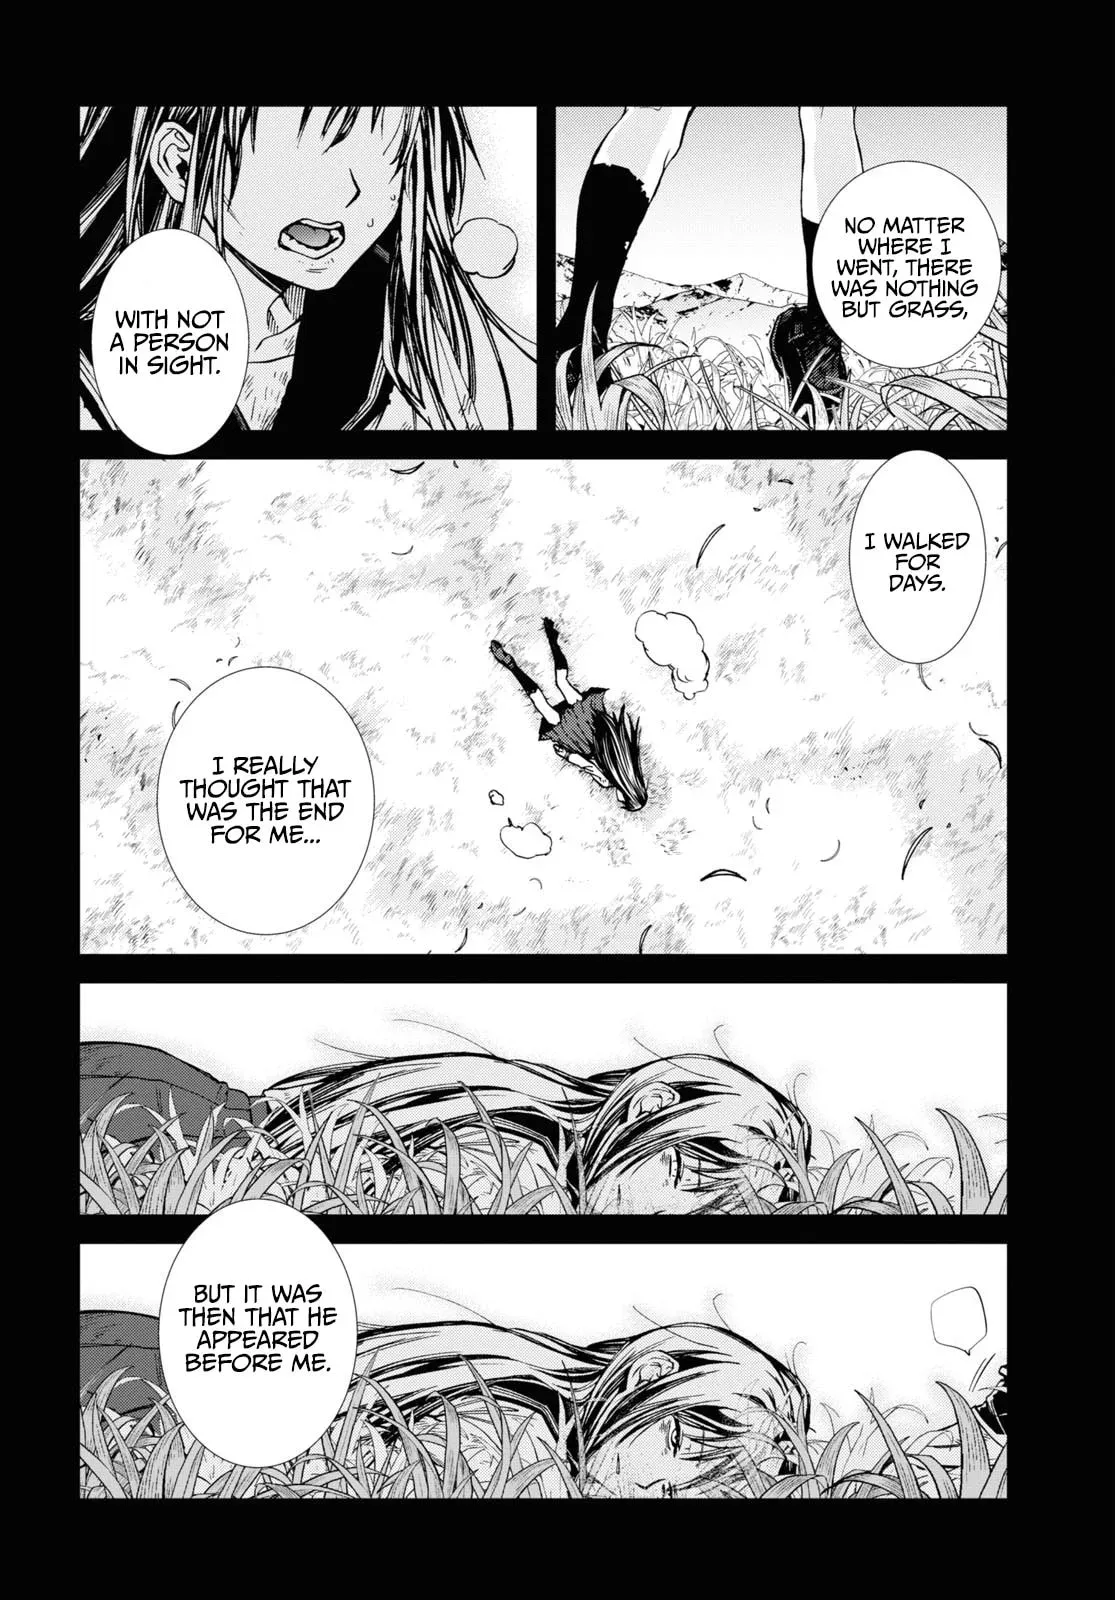 NO MATTER
WHERE I
WENT, THERE
WAS NOTHING
BUT GRASS,
WITH NOT
A PERSON
IN SIGHT.
I WALKED
FOR
DAYS.
I REALLY
THOUGHT THAT
WAS THE END
FOR ME...
BUT IT WAS
THEN THAT HE
APPEARED
BEFORE ME.